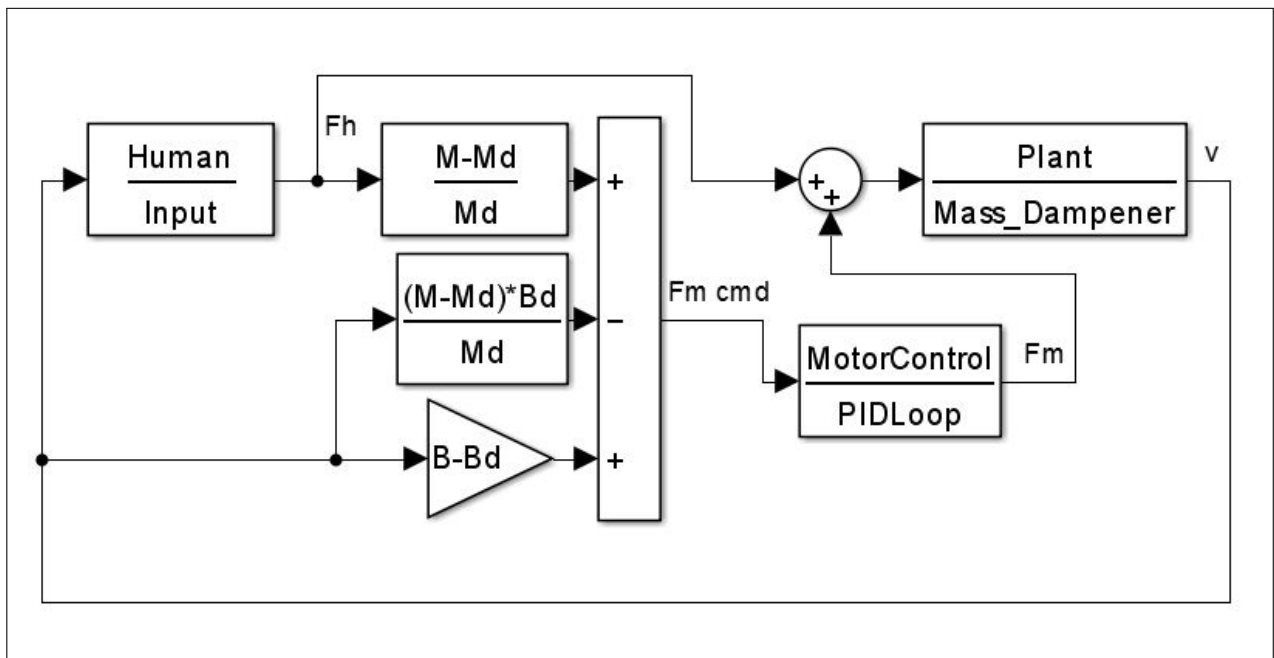 Human
Input
Fh
M-Md
Md
(M-Md)*Bd
Md
B-Bd
+
-
+
Fm cmd
+
+
Plant
Mass_Dampener
v
MotorControl
PIDLoop
Fm